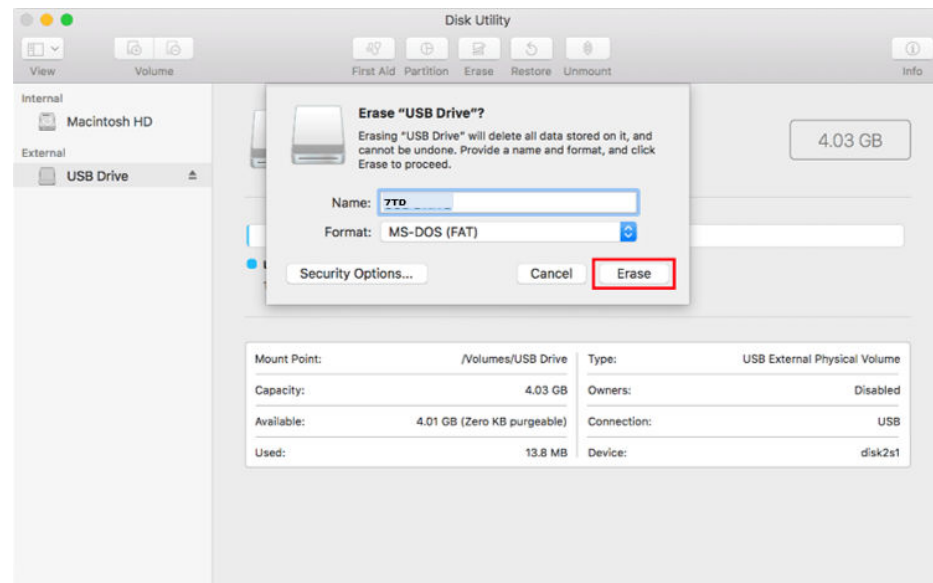 Disk Utility
View Volume First Aid Partition Erase Restore Unmount Info
Internal
Macintosh HD
External
USB Drive
Erase “USB Drive”?
Erasing “USB Drive” will delete all data stored on it, and
cannot be undone. Provide a name and format, and click
Erase to proceed.
4.03 GB
Name: 7TD
Format: MS-DOS (FAT)
Security Options... Cancel Erase
Mount Point: /Volumes/USB Drive Type: USB External Physical Volume
Capacity: 4.03 GB Owners: Disabled
Available: 4.01 GB (Zero KB purgeable) Connection: USB
Used: 13.8 MB Device: disk2s1